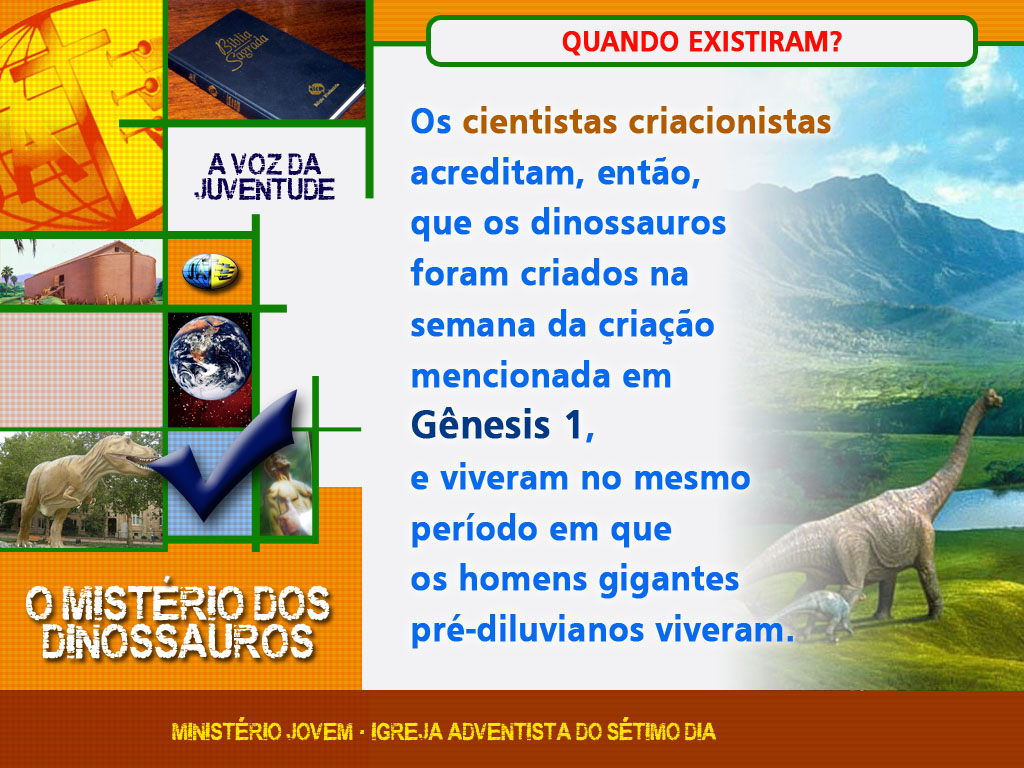 QUANDO EXISTIRAM?
Bíblia
Sagrada
A VOZ DA
JUVENTUDE
Os cientistas criacionistas
acreditam, então,
que os dinossauros
foram criados na
semana da criação
mencionada em
Gênesis 1,
e viveram no mesmo
período em que
os homens gigantes
pré-diluvianos viveram.
O MISTÉRIO DOS
DINOSSAUROS
MINISTÉRIO JOVEM - IGREJA ADVENTISTA DO SÉTIMO DIA